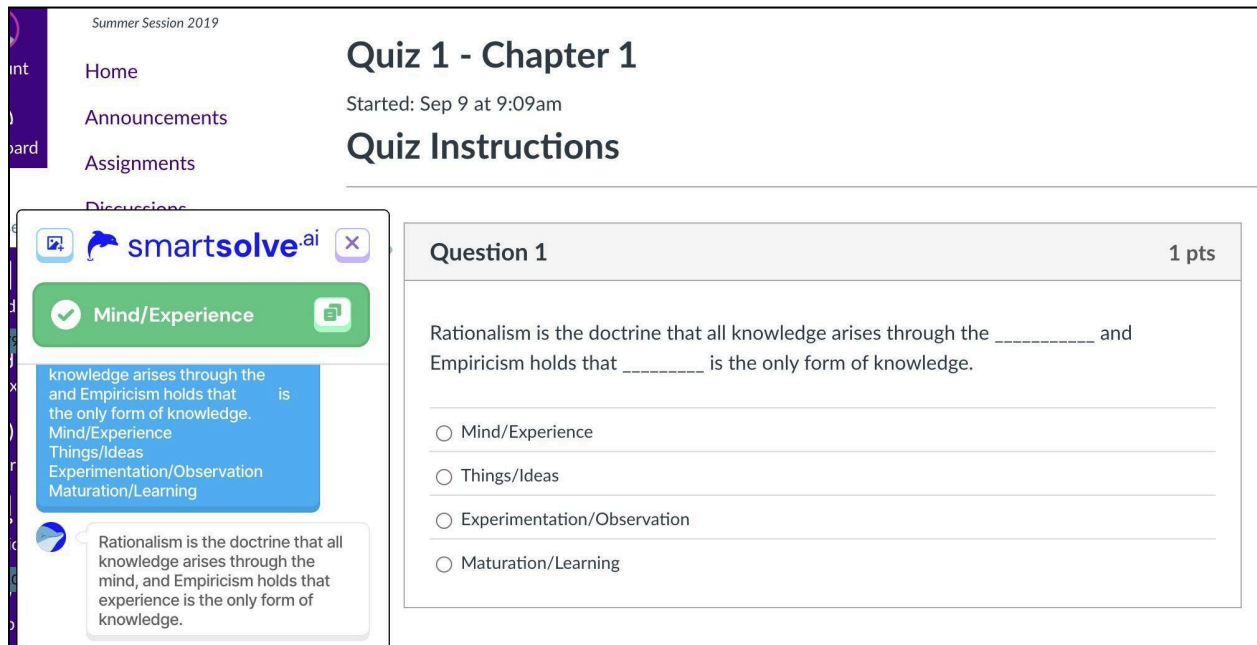 Summer Session 2019
Home
Announcements
Assignments
Discussions
Quiz 1 - Chapter 1
Started: Sep 9 at 9:09am
Quiz Instructions
smartsolve.ai
Mind/Experience
knowledge arises through the
and Empiricism holds that is
the only form of knowledge.
Mind/Experience
Things/Ideas
Experimentation/Observation
Maturation/Learning
Rationalism is the doctrine that all
knowledge arises through the
mind, and Empiricism holds that
experience is the only form of
knowledge.
Question 1 1 pts
Rationalism is the doctrine that all knowledge arises through the ___________ and
Empiricism holds that _________ is the only form of knowledge.
Mind/Experience
Things/Ideas
Experimentation/Observation
Maturation/Learning